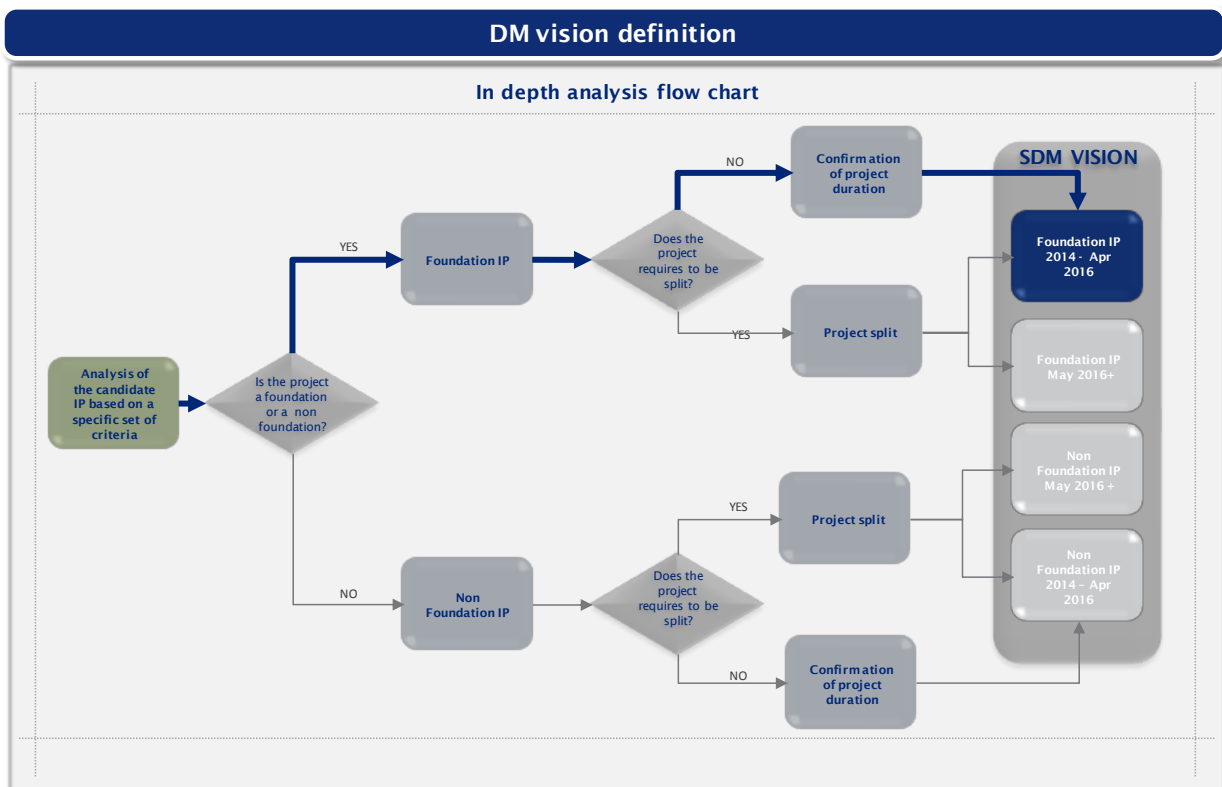 DM vision definition
In depth analysis flow chart
Analysis of
the candidate
IP based on a
specific set of
criteria
Is the project
a foundation
or a non
foundation?
YES
Foundation IP
Does the
project
requires to be
split?
NO
Confirmation
of project
duration
YES
Project split
NO
Non
Foundation IP
Does the
project
requires to be
split?
YES
Project split
NO
Confirmation
of project
duration
SDM VISION
Foundation IP
2014 - Apr
2016
Foundation IP
May 2016+
Non
Foundation IP
May 2016 +
Non
Foundation IP
2014 – Apr
2016